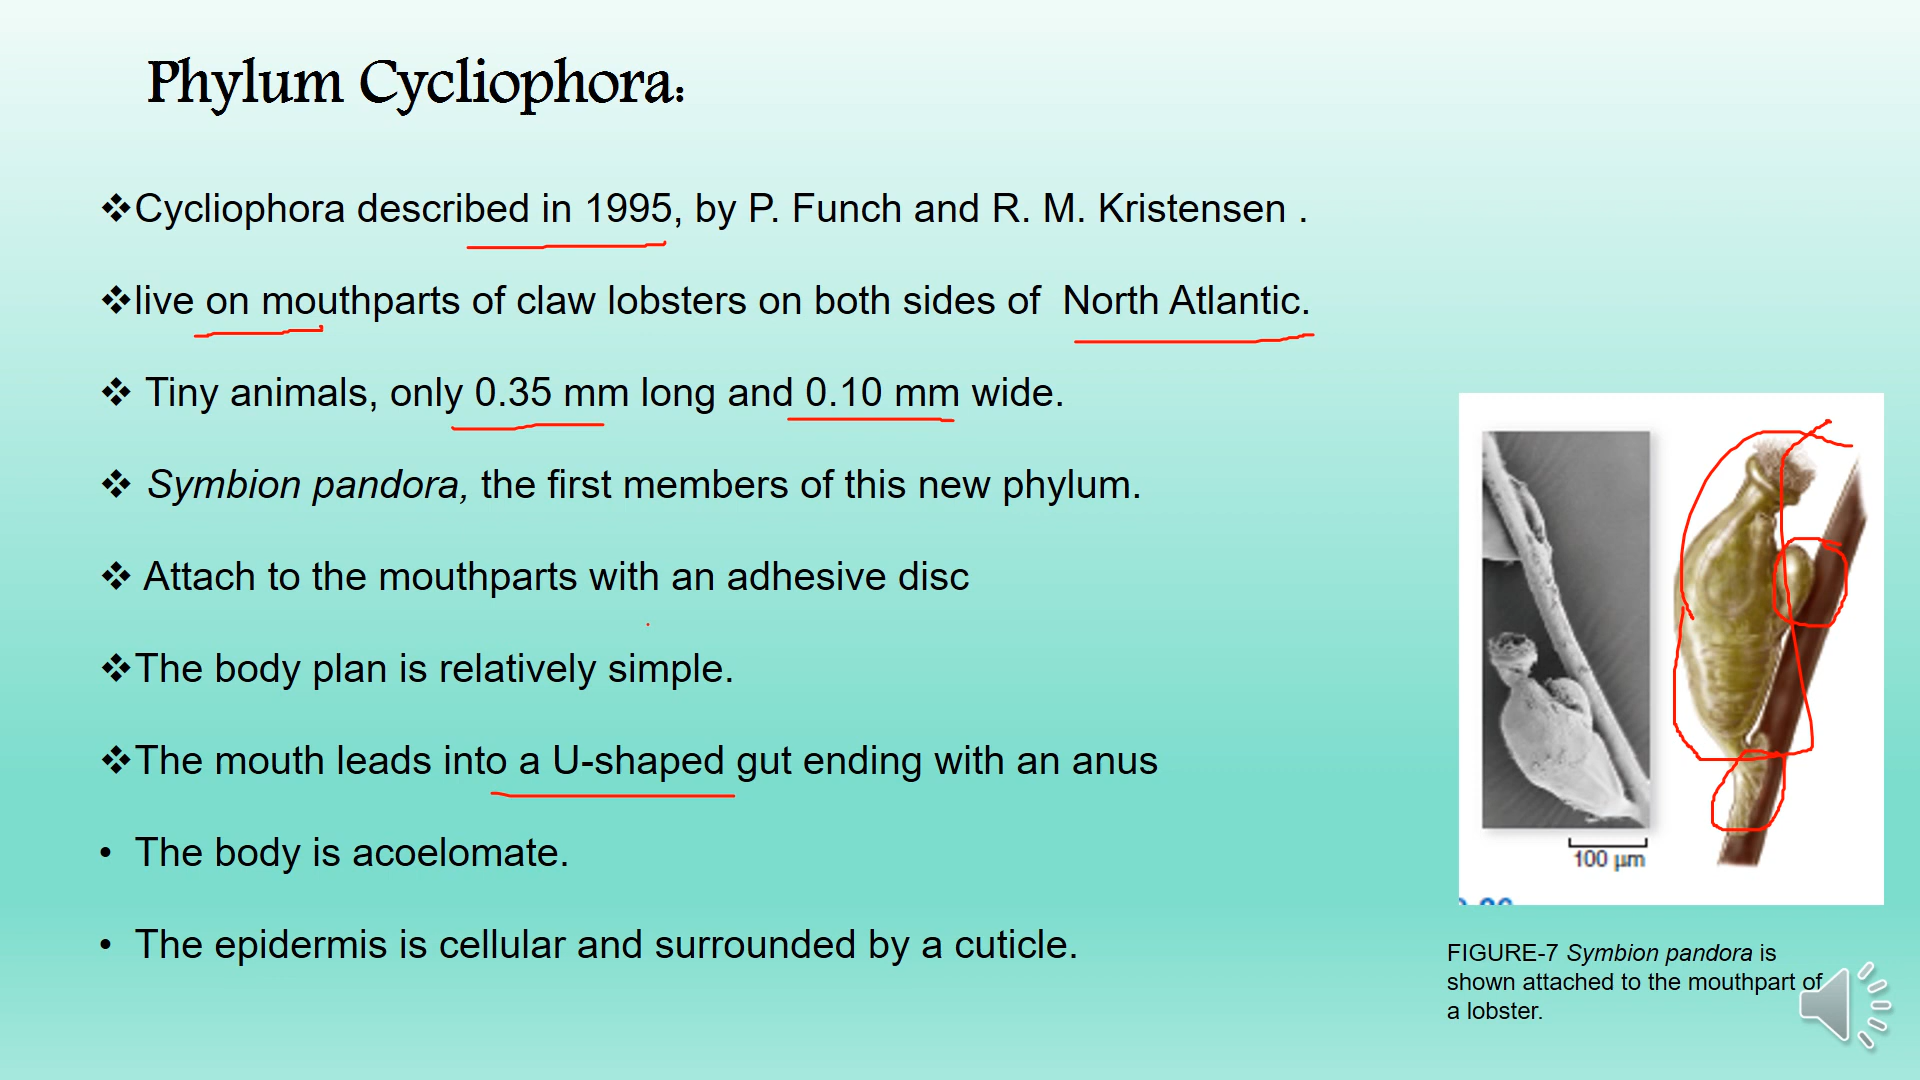 Phylum Cycliophora:
❖Cycliophora described in 1995, by P. Funch and R. M. Kristensen .
❖live on mouthparts of claw lobsters on both sides of North Atlantic.
❖ Tiny animals, only 0.35 mm long and 0.10 mm wide.
❖ Symbion pandora, the first members of this new phylum.
❖ Attach to the mouthparts with an adhesive disc
❖The body plan is relatively simple.
❖The mouth leads into a U-shaped gut ending with an anus
• The body is acoelomate.
• The epidermis is cellular and surrounded by a cuticle.
100 µm
FIGURE-7 Symbion pandora is
shown attached to the mouthpart of
a lobster.